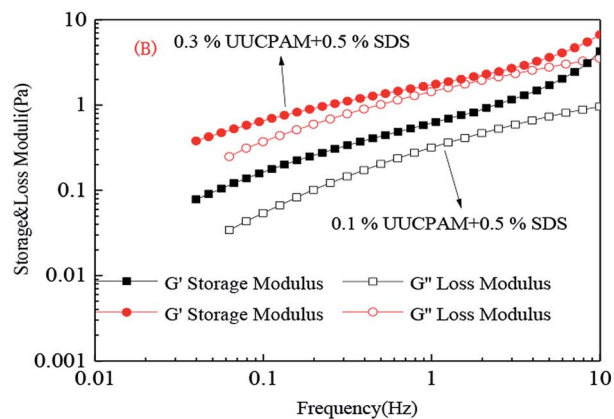 (B)
0.3 % UUCPAM+0.5 % SDS
10
1
0.1
0.01
0.001
Storage&Loss Moduli(Pa)
0.1 % UUCPAM+0.5 % SDS
G' Storage Modulus
G" Loss Modulus
G' Storage Modulus
G" Loss Modulus
0.01
0.1
1
10
Frequency(Hz)